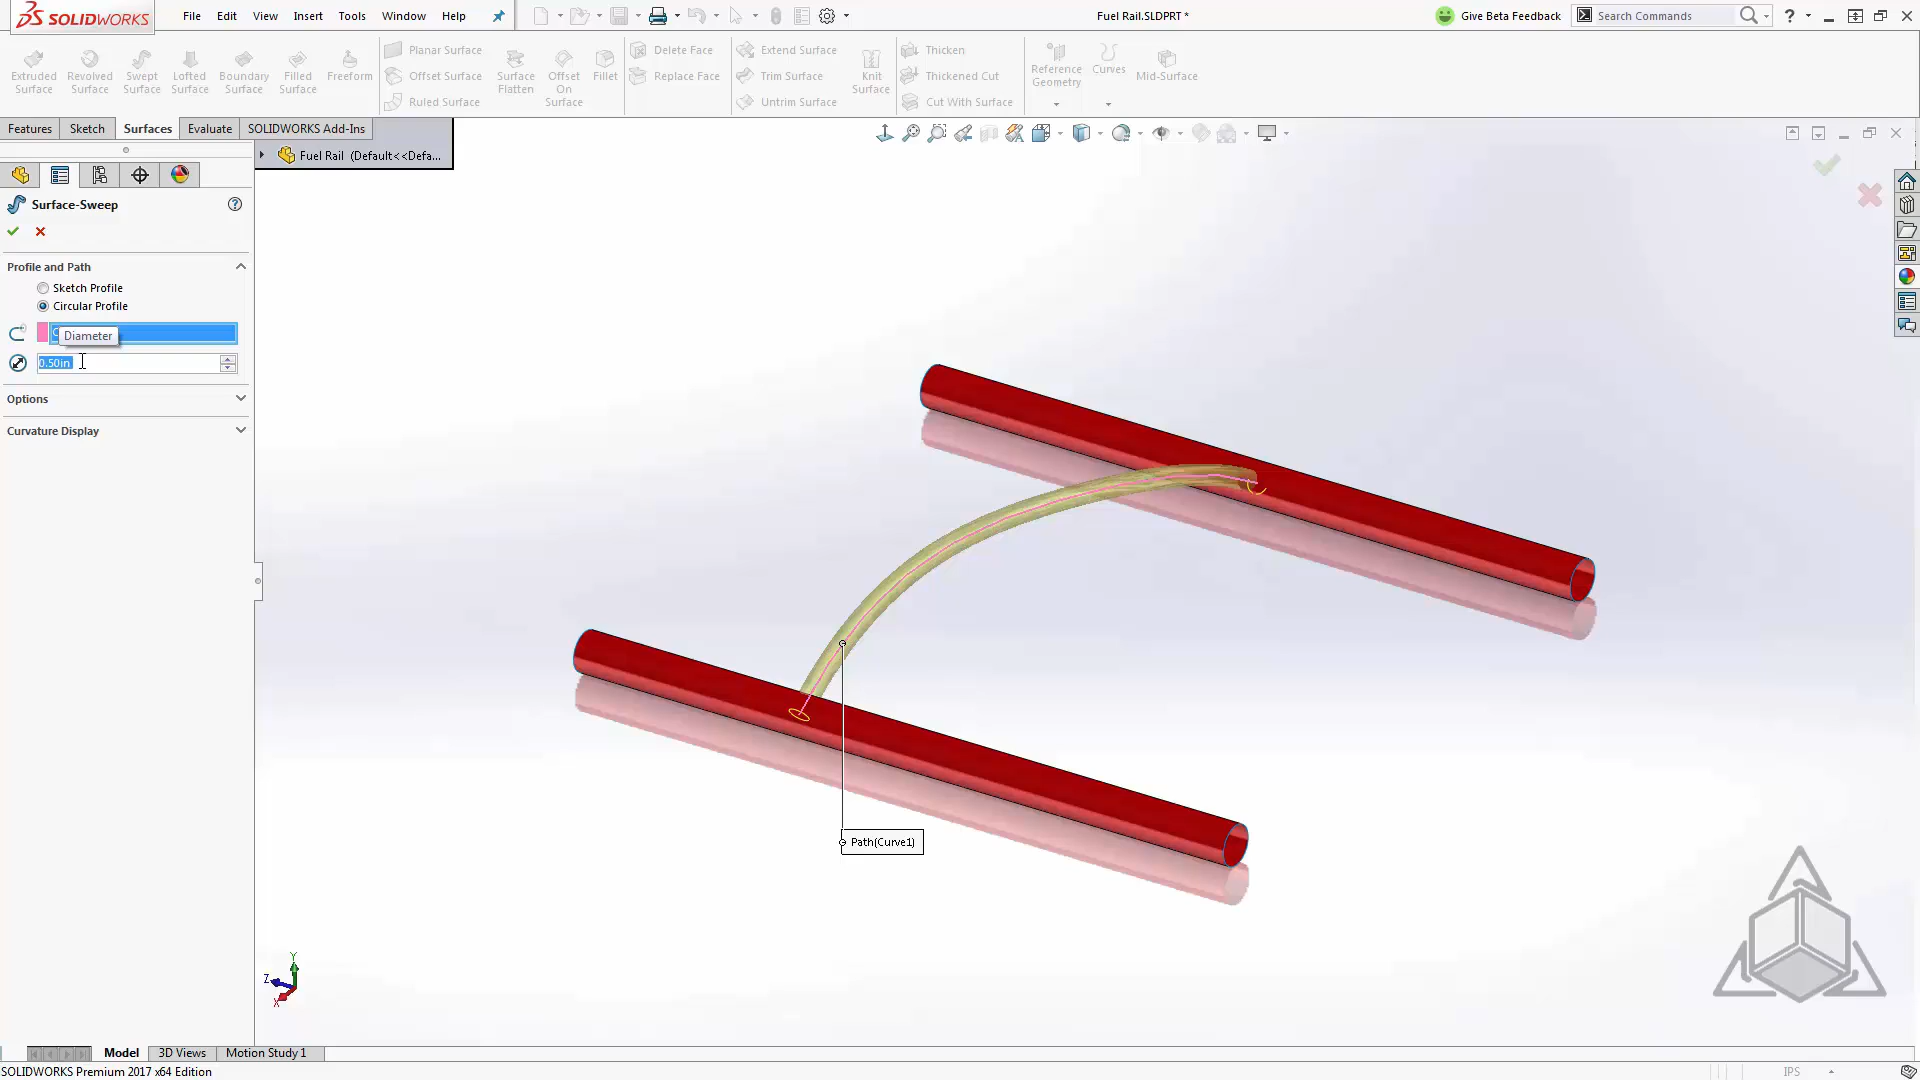 SOLIDWORKS
File Edit View Insert Tools Window Help
Fuel Rail.SLDPRT *
Give Beta Feedback
Search Commands
?
Extruded Surface
Revolved Surface
Swept Surface
Lofted Surface
Boundary Surface
Filled Surface
Freeform
Planar Surface
Offset Surface
Ruled Surface
Surface Flatten
Offset On Surface
Fillet
Delete Face
Replace Face
Extend Surface
Trim Surface
Untrim Surface
Knit Surface
Thicken
Thickened Cut
Cut With Surface
Reference Geometry
Curves
Mid-Surface
Features Sketch Surfaces Evaluate SOLIDWORKS Add-Ins
Fuel Rail (Default<<Defa...
Surface-Sweep
?
Profile and Path
Sketch Profile
Circular Profile
Diameter
0.50in
Options
Curvature Display
Path(Curve1)
Y
Z
X
Model 3D Views Motion Study 1
SOLIDWORKS Premium 2017 x64 Edition
IPS